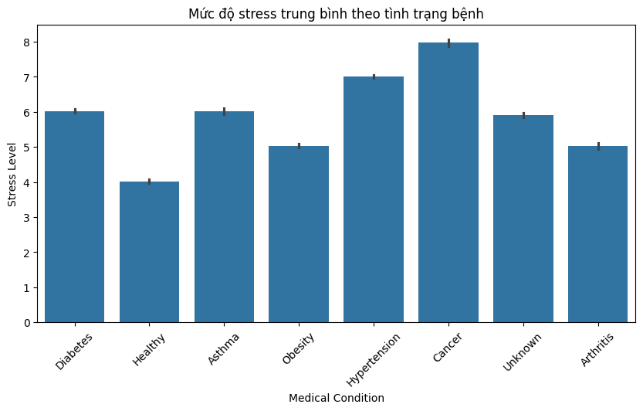 Mức độ stress trung bình theo tình trạng bệnh
8
7
6
5
4
3
2
1
0
Stress Level
Diabetes
Healthy
Asthma
Obesity
Hypertension
Cancer
Unknown
Arthritis
Medical Condition